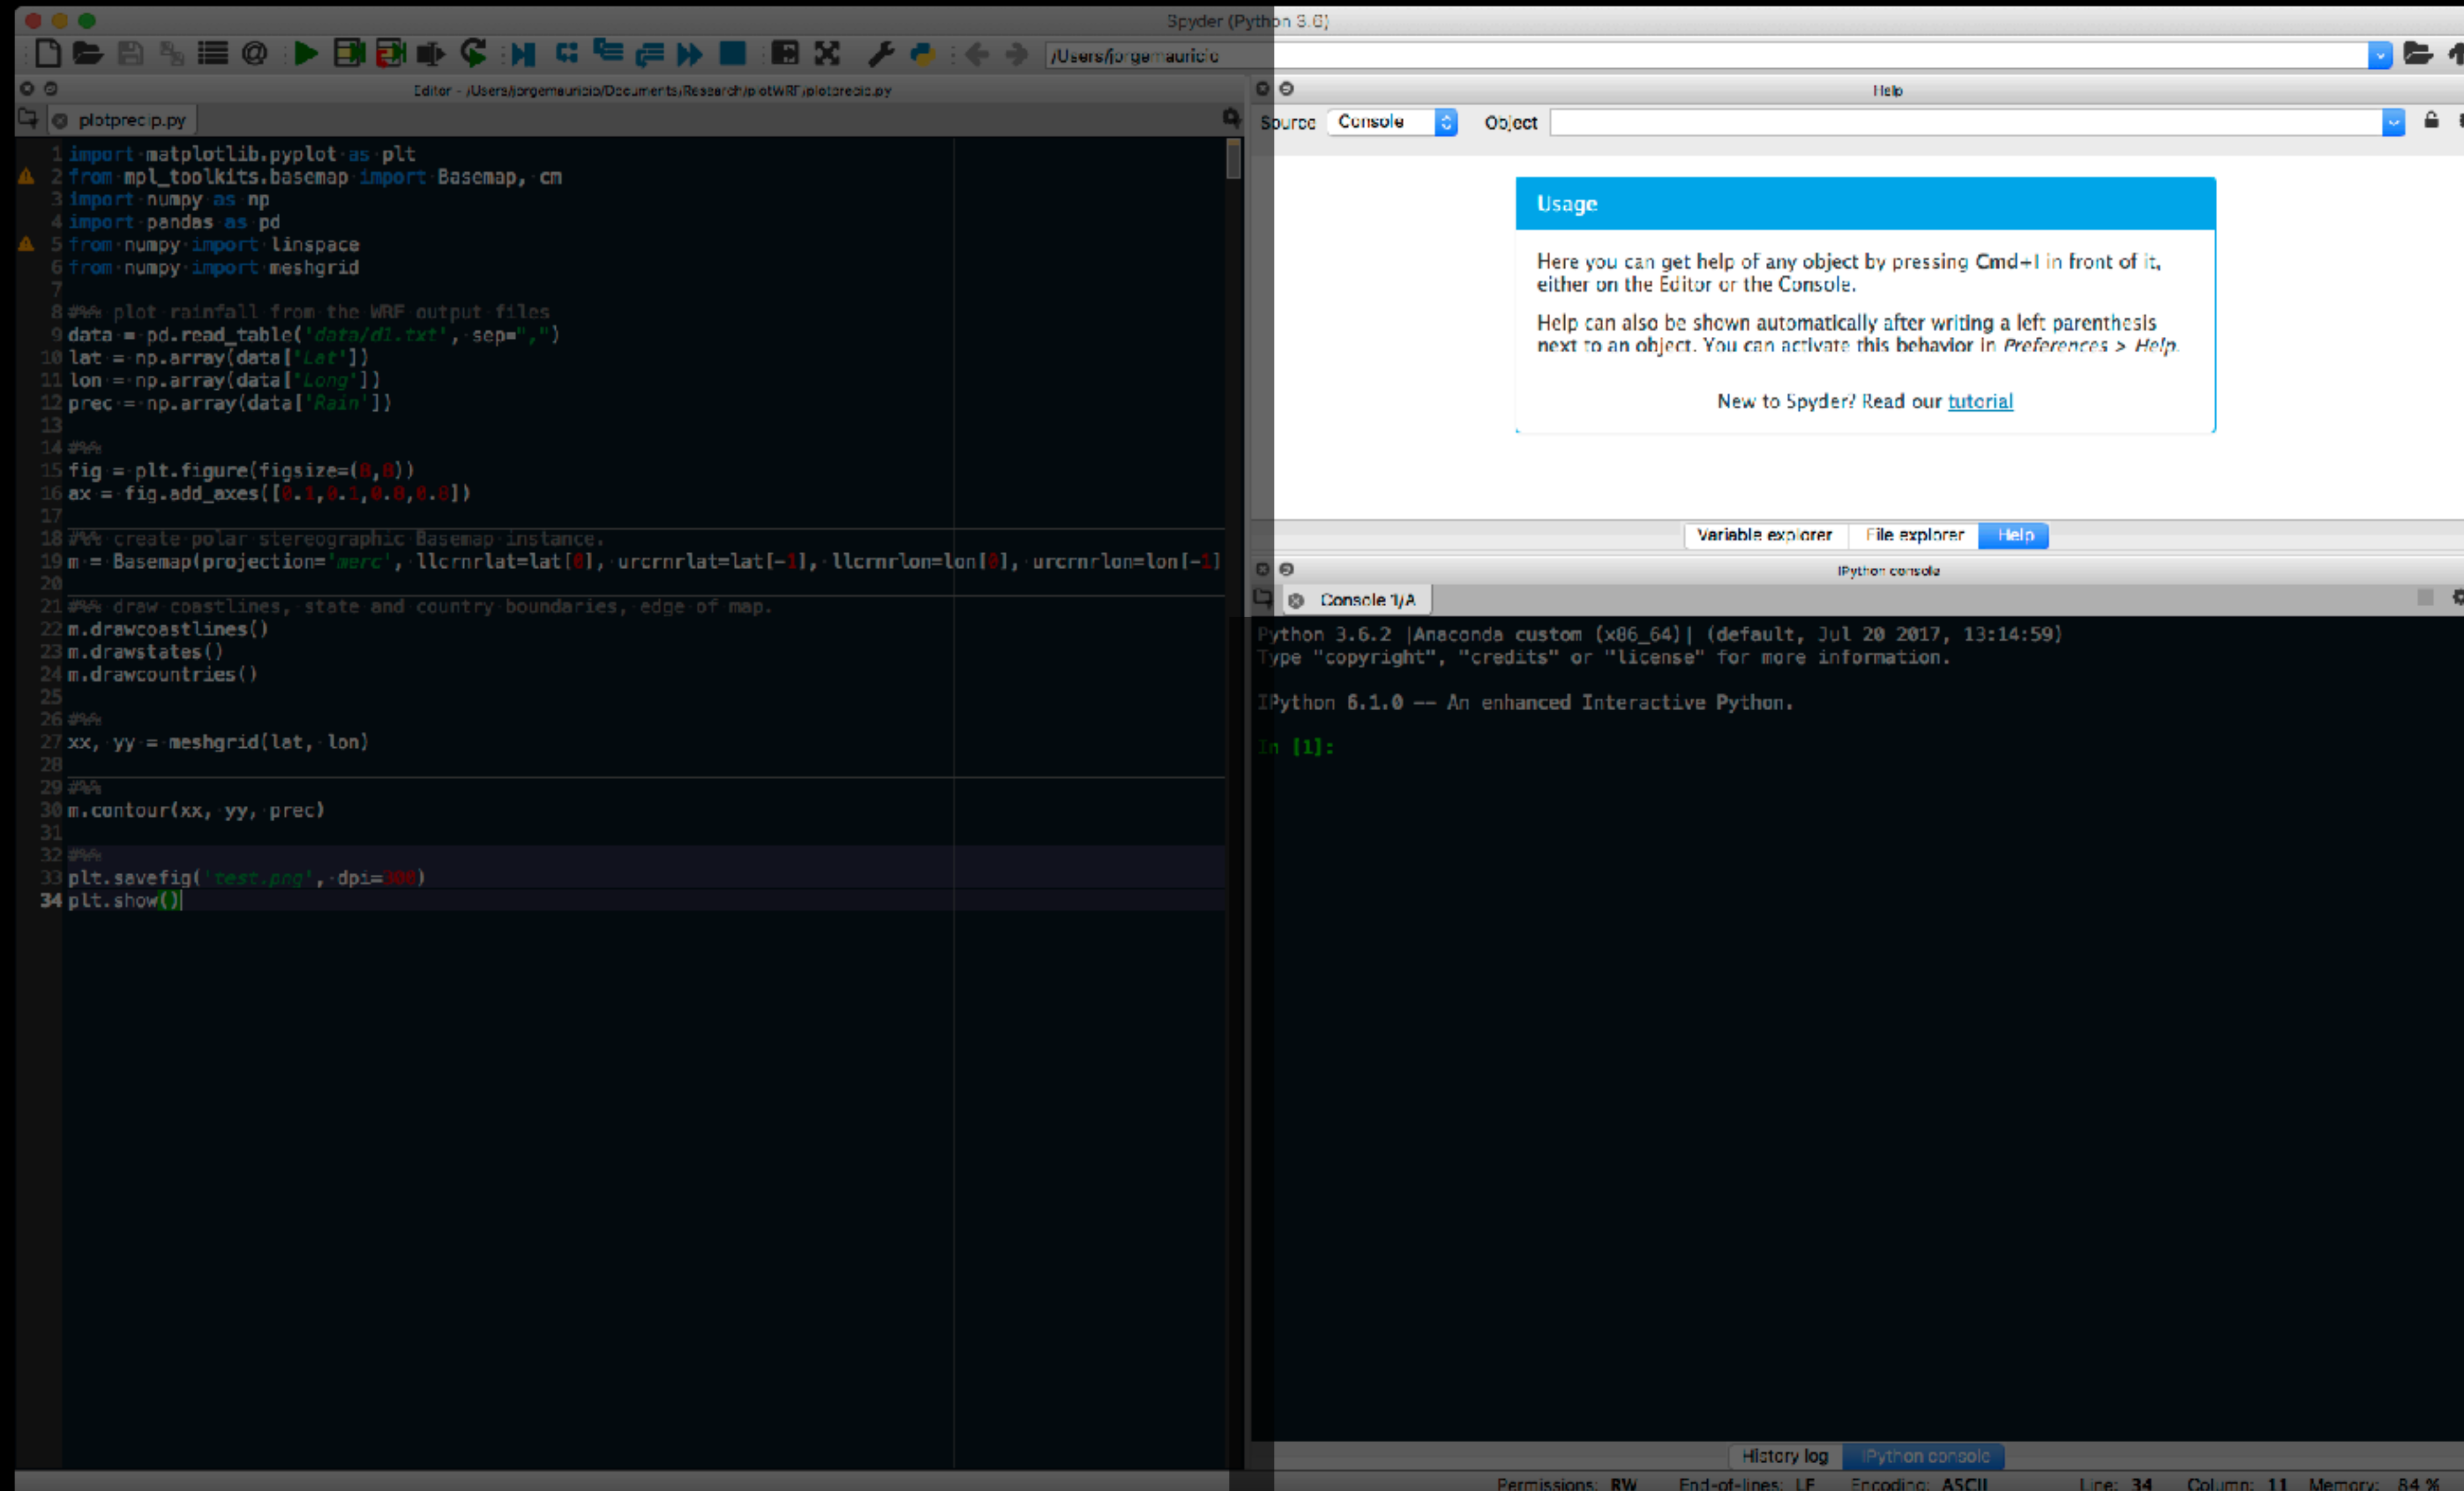 Spyder (Python 3.6)
/Users/jorgemauricio
Editor - /Users/jorgemauricio/Documents/Research/plotWRF/plotprecip.py
plotprecip.py
1 import matplotlib.pyplot as plt
2 from mpl_toolkits.basemap import Basemap, cm
3 import numpy as np
4 import pandas as pd
5 from numpy import linspace
6 from numpy import meshgrid
7
8 #%% plot rainfall from the WRF output files
9 data = pd.read_table('data/d1.txt', sep=",")
10 lat = np.array(data['Lat'])
11 lon = np.array(data['Long'])
12 prec = np.array(data['Rain'])
13
14 #%%
15 fig = plt.figure(figsize=(8,8))
16 ax = fig.add_axes([0.1,0.1,0.8,0.8])
17
18 #%% create polar stereographic Basemap instance.
19 m = Basemap(projection='merc', llcrnrlat=lat[0], urcrnrlat=lat[-1], llcrnrlon=lon[0], urcrnrlon=lon[-1]
20
21 #%% draw coastlines, state and country boundaries, edge of map.
22 m.drawcoastlines()
23 m.drawstates()
24 m.drawcountries()
25
26 #%%
27 xx, yy = meshgrid(lat, lon)
28
29 #%%
30 m.contour(xx, yy, prec)
31
32 #%%
33 plt.savefig('test.png', dpi=300)
34 plt.show()
Help
Source Console Object
Usage
Here you can get help of any object by pressing Cmd+I in front of it,
either on the Editor or the Console.
Help can also be shown automatically after writing a left parenthesis
next to an object. You can activate this behavior in Preferences > Help.
New to Spyder? Read our tutorial
Variable explorer File explorer Help
IPython console
Console 1/A
Python 3.6.2 |Anaconda custom (x86_64)| (default, Jul 20 2017, 13:14:59)
Type "copyright", "credits" or "license" for more information.
IPython 6.1.0 -- An enhanced Interactive Python.
In [1]:
History log IPython console
Permissions: RW End-of-lines: LF Encoding: ASCII Line: 34 Column: 11 Memory: 84 %